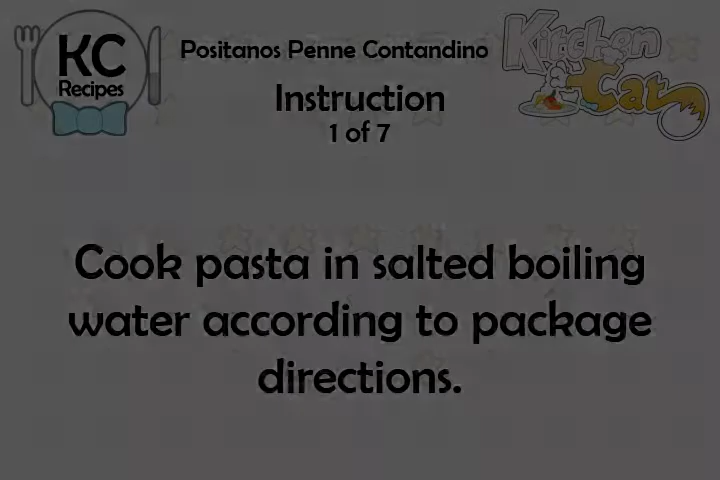 KC
Recipes
Positanos Penne Contandino
Instruction
1 of 7
Kitchen
Cat
Cook pasta in salted boiling
water according to package
directions.